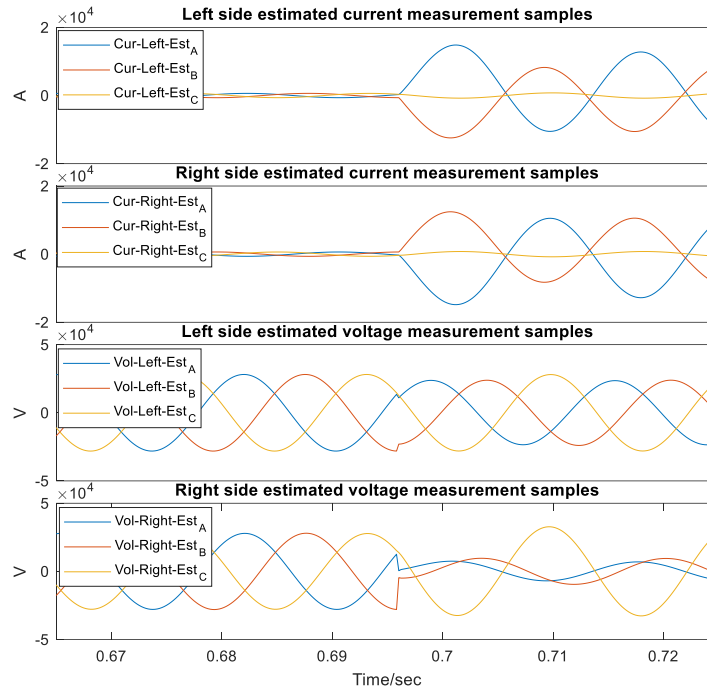 Left side estimated current measurement samples
×10^4
2
0
-2
A
Cur-Left-Est_A
Cur-Left-Est_B
Cur-Left-Est_C
Right side estimated current measurement samples
×10^4
2
0
-2
A
Cur-Right-Est_A
Cur-Right-Est_B
Cur-Right-Est_C
Left side estimated voltage measurement samples
×10^4
5
0
-5
V
Vol-Left-Est_A
Vol-Left-Est_B
Vol-Left-Est_C
Right side estimated voltage measurement samples
×10^4
5
0
-5
V
Vol-Right-Est_A
Vol-Right-Est_B
Vol-Right-Est_C
0.67 0.68 0.69 0.7 0.71 0.72
Time/sec